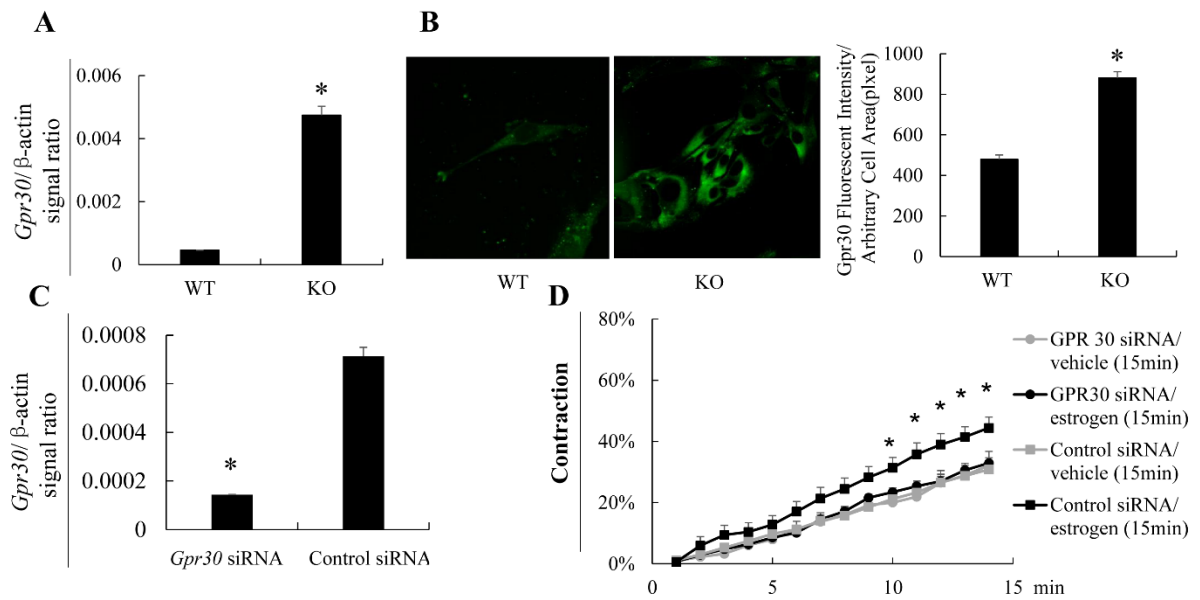 A
Gpr30/ β-actin
signal ratio
0.006
*
0.004
0.002
0
WT
KO
B
WT
KO
Gpr30 Fluorescent Intensity/
Arbitrary Cell Area(plxel)
1000
*
800
600
400
200
0
WT
KO
C
Gpr30/ β-actin
signal ratio
0.0008
0.0006
0.0004
*
0.0002
0
Gpr30 siRNA
Control siRNA
D
Contraction
80%
60%
40%
20%
0%
* * * * *
0
5
10
15
min
GPR 30 siRNA/
vehicle (15min)
GPR30 siRNA/
estrogen (15min)
Control siRNA/
vehicle (15min)
Control siRNA/
estrogen (15min)